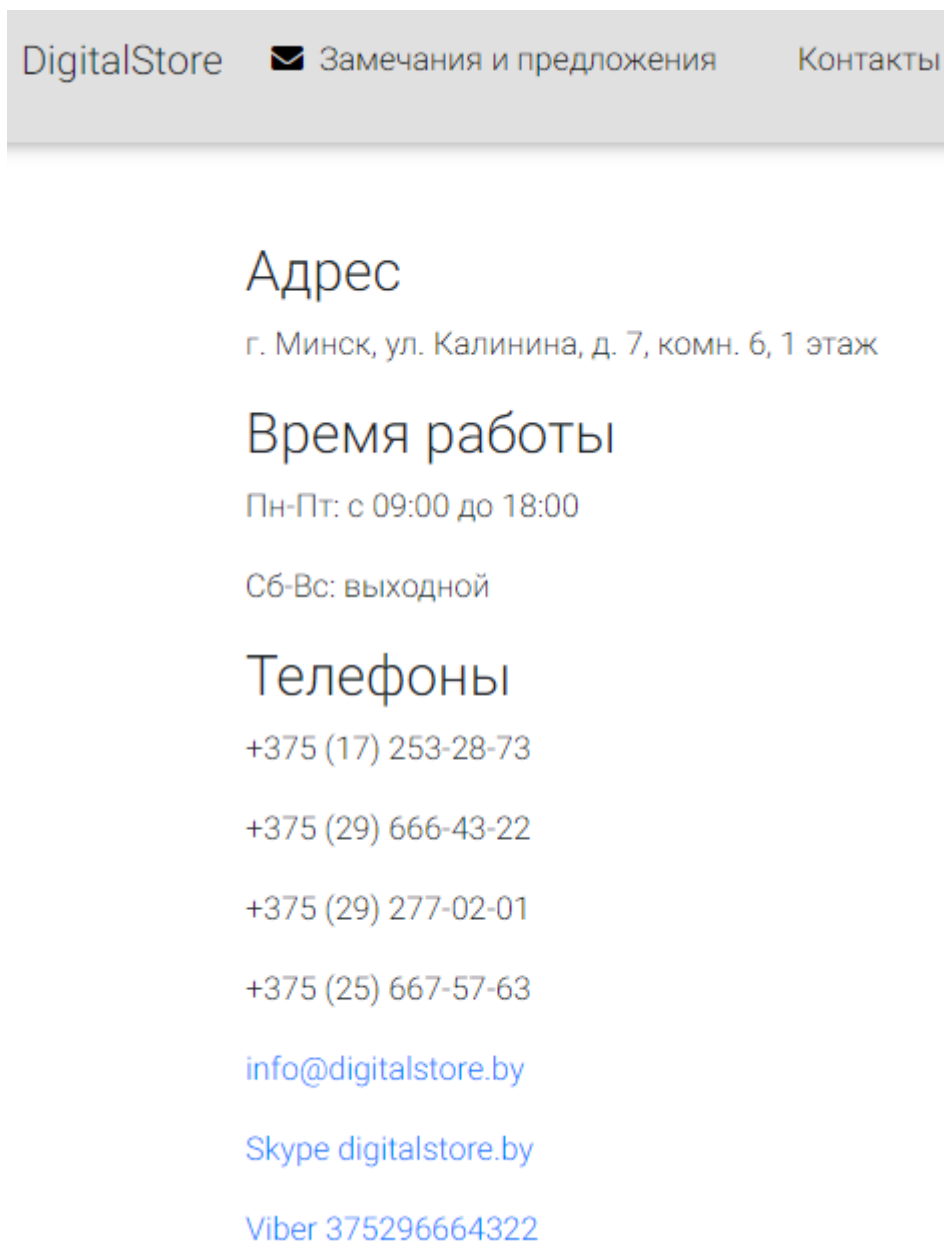 DigitalStore Замечания и предложения Контакты
Адрес
г. Минск, ул. Калинина, д. 7, комн. 6, 1 этаж
Время работы
Пн-Пт: с 09:00 до 18:00
Сб-Вс: выходной
Телефоны
+375 (17) 253-28-73
+375 (29) 666-43-22
+375 (29) 277-02-01
+375 (25) 667-57-63
info@digitalstore.by
Skype digitalstore.by
Viber 375296664322